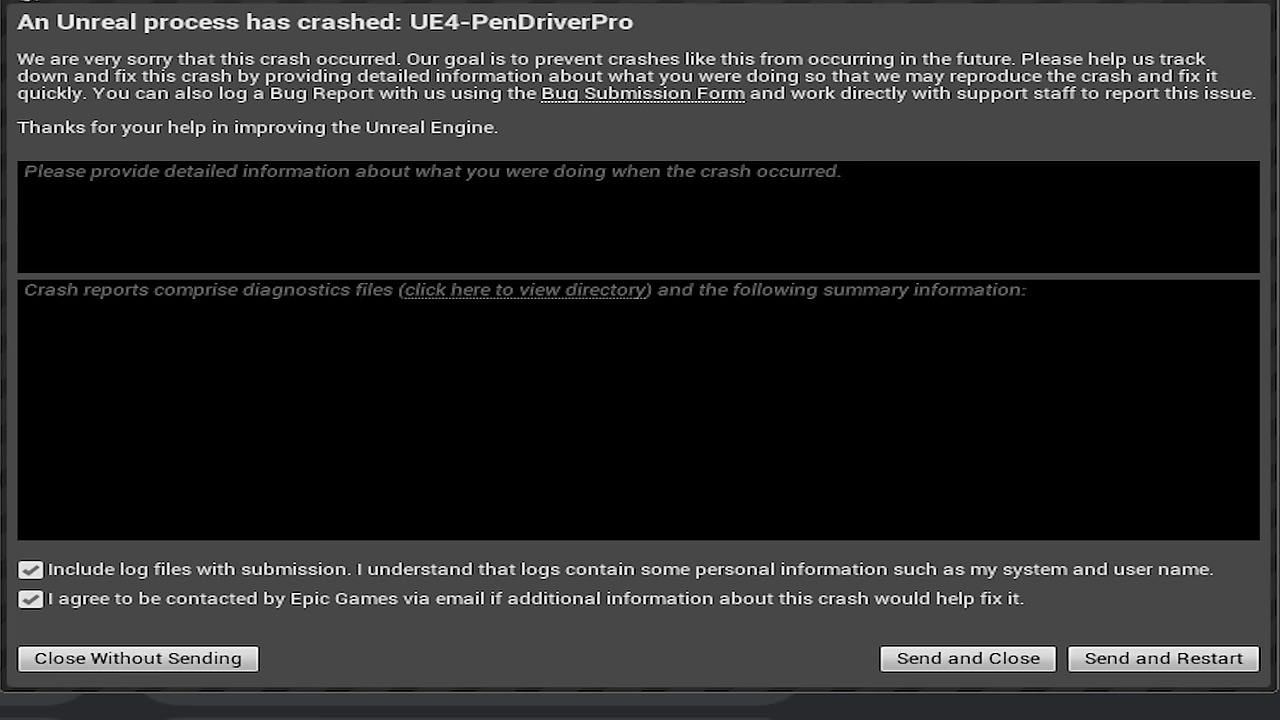 An Unreal process has crashed: UE4-PenDriverPro
We are very sorry that this crash occurred. Our goal is to prevent crashes like this from occurring in the future. Please help us track
down and fix this crash by providing detailed information about what you were doing so that we may reproduce the crash and fix it
quickly. You can also log a Bug Report with us using the Bug Submission Form and work directly with support staff to report this issue.
Thanks for your help in improving the Unreal Engine.
Please provide detailed information about what you were doing when the crash occurred.
Crash reports comprise diagnostics files (click here to view directory) and the following summary information:
Include log files with submission. I understand that logs contain some personal information such as my system and user name.
I agree to be contacted by Epic Games via email if additional information about this crash would help fix it.
Close Without Sending
Send and Close
Send and Restart